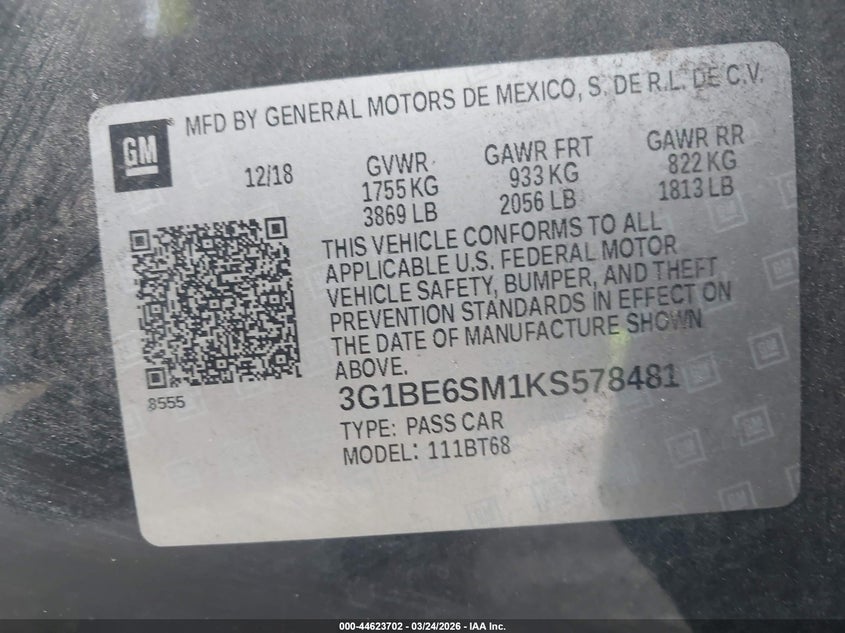 GM
MFD BY GENERAL MOTORS DE MEXICO, S. DE R.L. DE C.V.
12/18
GVWR
1755 KG
3869 LB
GAWR FRT
933 KG
2056 LB
GAWR RR
822 KG
1813 LB
THIS VEHICLE CONFORMS TO ALL
APPLICABLE U.S. FEDERAL MOTOR
VEHICLE SAFETY, BUMPER, AND THEFT
PREVENTION STANDARDS IN EFFECT ON
THE DATE OF MANUFACTURE SHOWN
ABOVE.
8555
3G1BE6SM1KS578481
TYPE: PASS CAR
MODEL: 111BT68
000-44623702 - 03/24/2026 - IAA Inc.